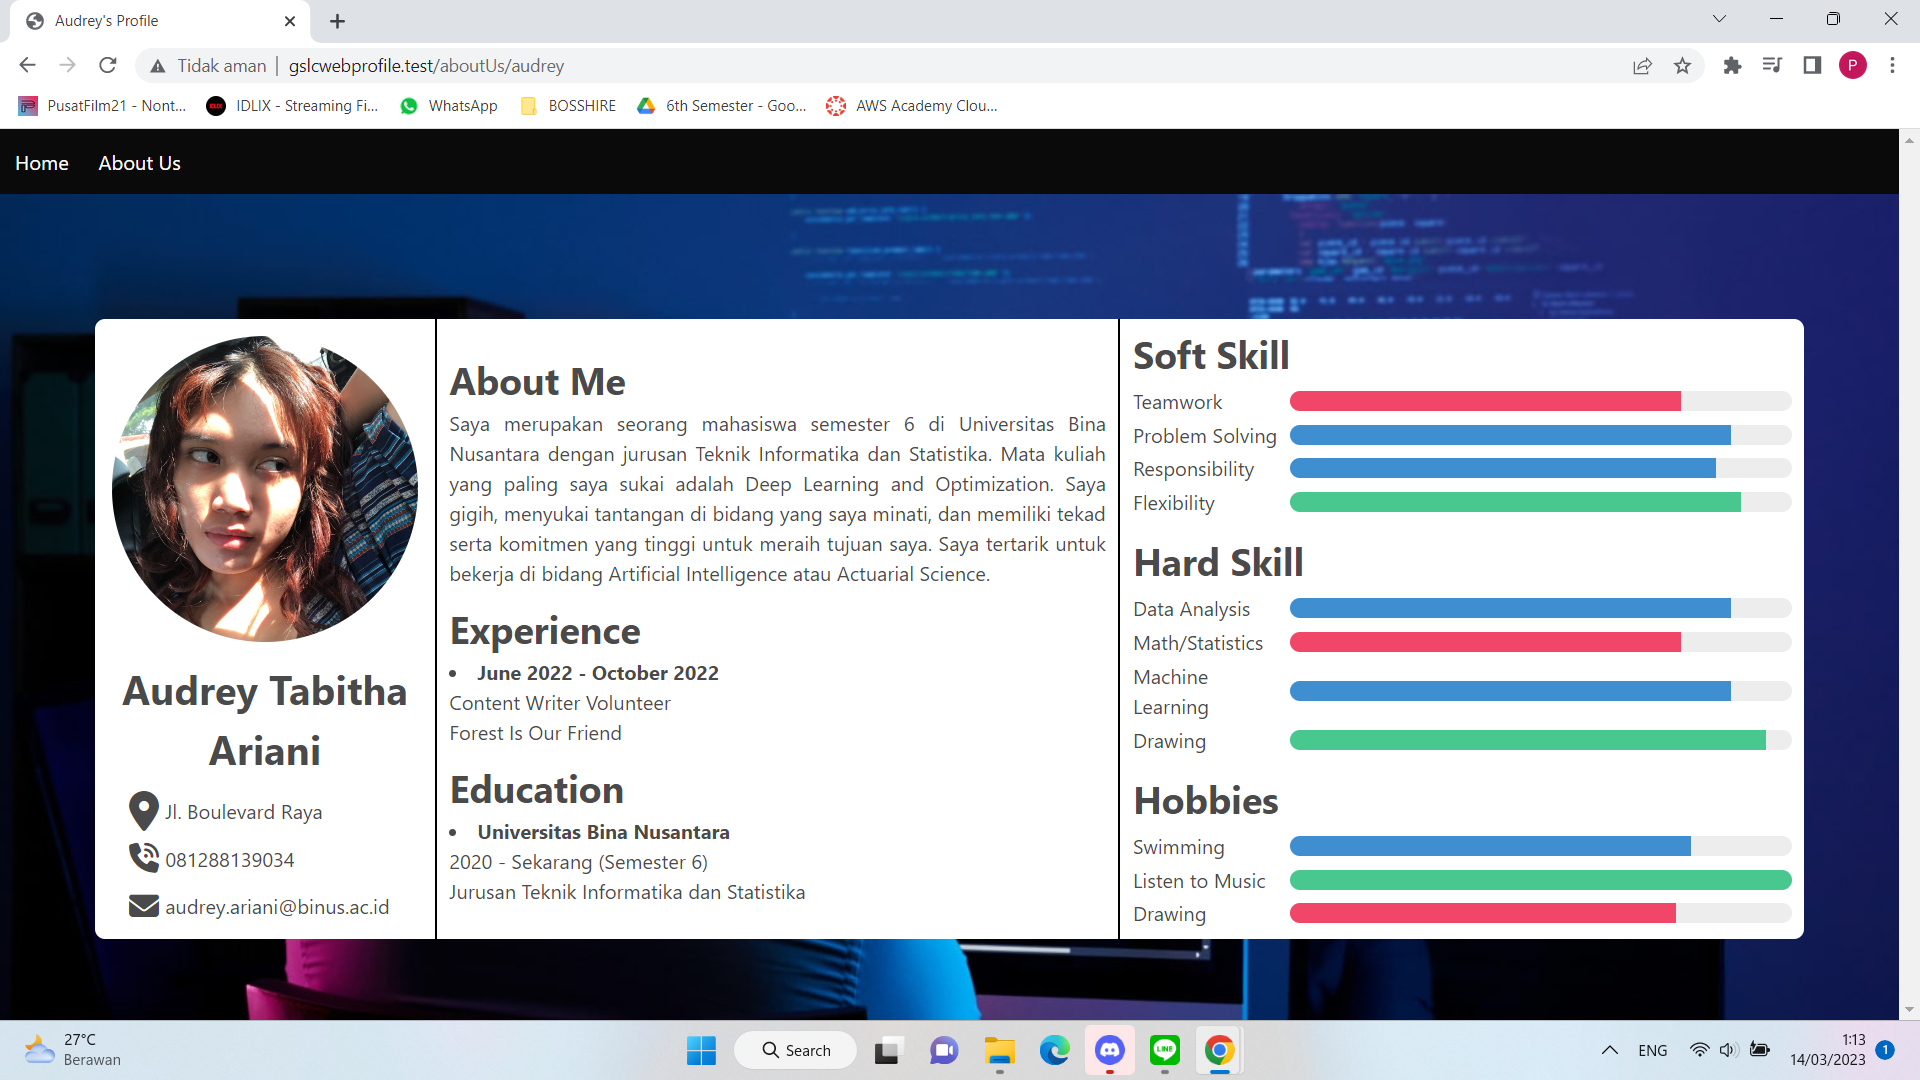 Audrey's Profile
Tidak aman | gslcwebprofile.test/aboutUs/audrey
P
PusatFilm21 - Nont...
IDLIX - Streaming Fi...
WhatsApp
BOSSHIRE
6th Semester - Goo...
AWS Academy Clou...
Home
About Us
Audrey Tabitha
Ariani
Jl. Boulevard Raya
081288139034
audrey.ariani@binus.ac.id
About Me
Saya merupakan seorang mahasiswa semester 6 di Universitas Bina
Nusantara dengan jurusan Teknik Informatika dan Statistika. Mata kuliah
yang paling saya sukai adalah Deep Learning and Optimization. Saya
gigih, menyukai tantangan di bidang yang saya minati, dan memiliki tekad
serta komitmen yang tinggi untuk meraih tujuan saya. Saya tertarik untuk
bekerja di bidang Artificial Intelligence atau Actuarial Science.
Experience
• June 2022 - October 2022
Content Writer Volunteer
Forest Is Our Friend
Education
• Universitas Bina Nusantara
2020 - Sekarang (Semester 6)
Jurusan Teknik Informatika dan Statistika
Soft Skill
Teamwork
Problem Solving
Responsibility
Flexibility
Hard Skill
Data Analysis
Math/Statistics
Machine
Learning
Drawing
Hobbies
Swimming
Listen to Music
Drawing
27°C
Berawan
Search
LINE
ENG
1:13
14/03/2023
1